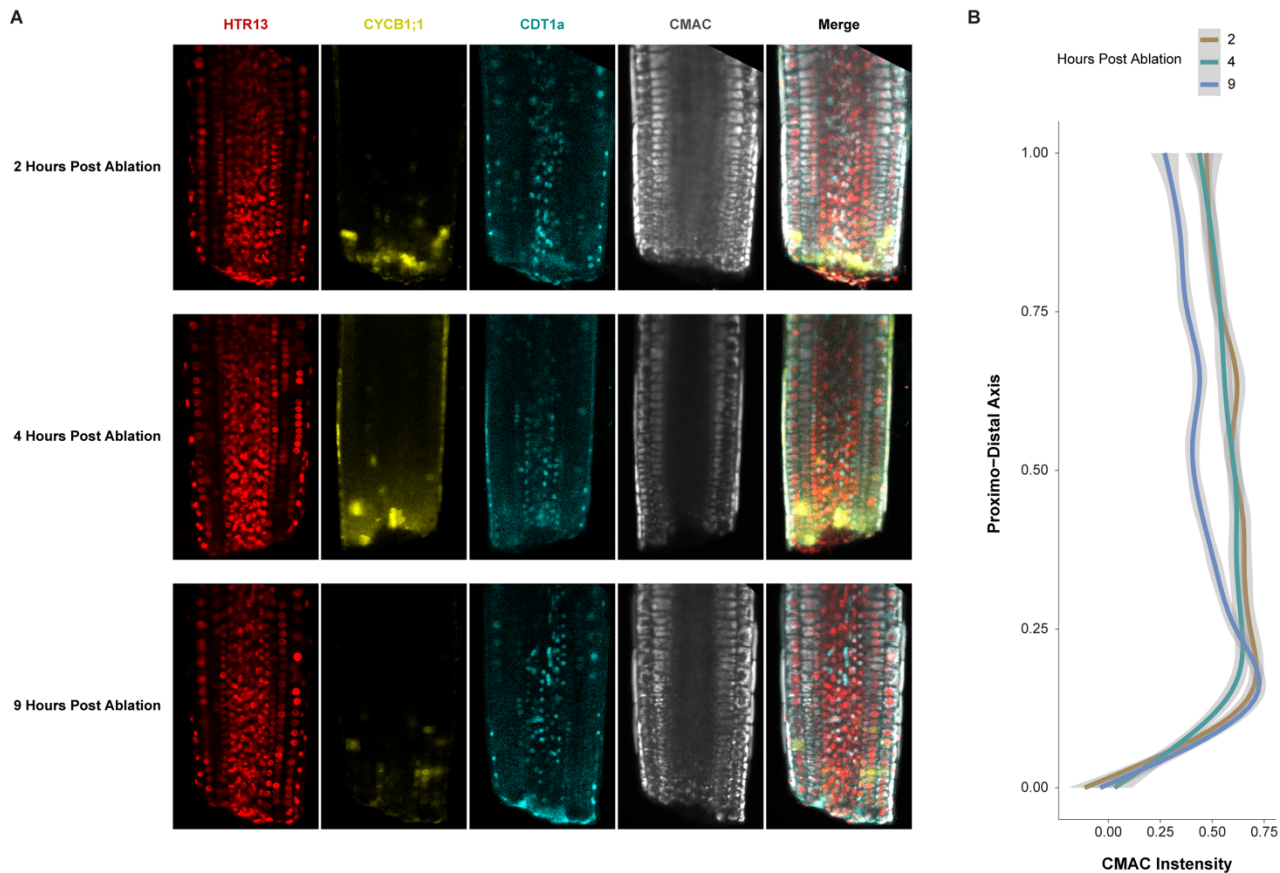 A
HTR13
CYCB1;1
CDT1a
CMAC
Merge
2 Hours Post Ablation
4 Hours Post Ablation
9 Hours Post Ablation
B
Hours Post Ablation
2
4
9
1.00
0.75
0.50
0.25
0.00
Proximo−Distal Axis
0.00 0.25 0.50 0.75
CMAC Instensity